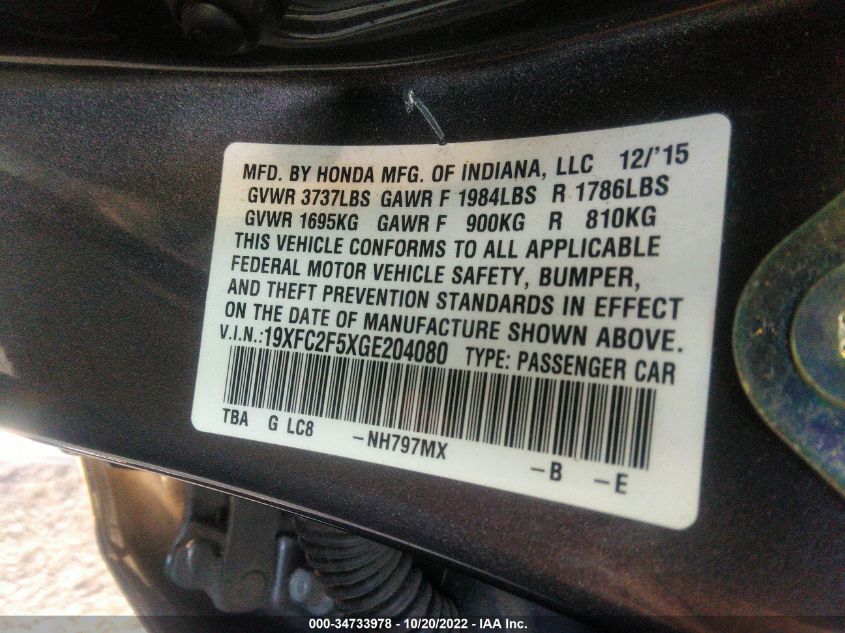 MFD. BY HONDA MFG. OF INDIANA, LLC 12/'15
GVWR 3737LBS GAWR F 1984LBS R 1786LBS
GVWR 1695KG GAWR F 900KG R 810KG
THIS VEHICLE CONFORMS TO ALL APPLICABLE
FEDERAL MOTOR VEHICLE SAFETY, BUMPER,
AND THEFT PREVENTION STANDARDS IN EFFECT
ON THE DATE OF MANUFACTURE SHOWN ABOVE.
V.I.N.:19XFC2F5XGE204080 TYPE: PASSENGER CAR
TBA G LC8 -NH797MX -B -E
000-34733978 - 10/20/2022 - IAA Inc.